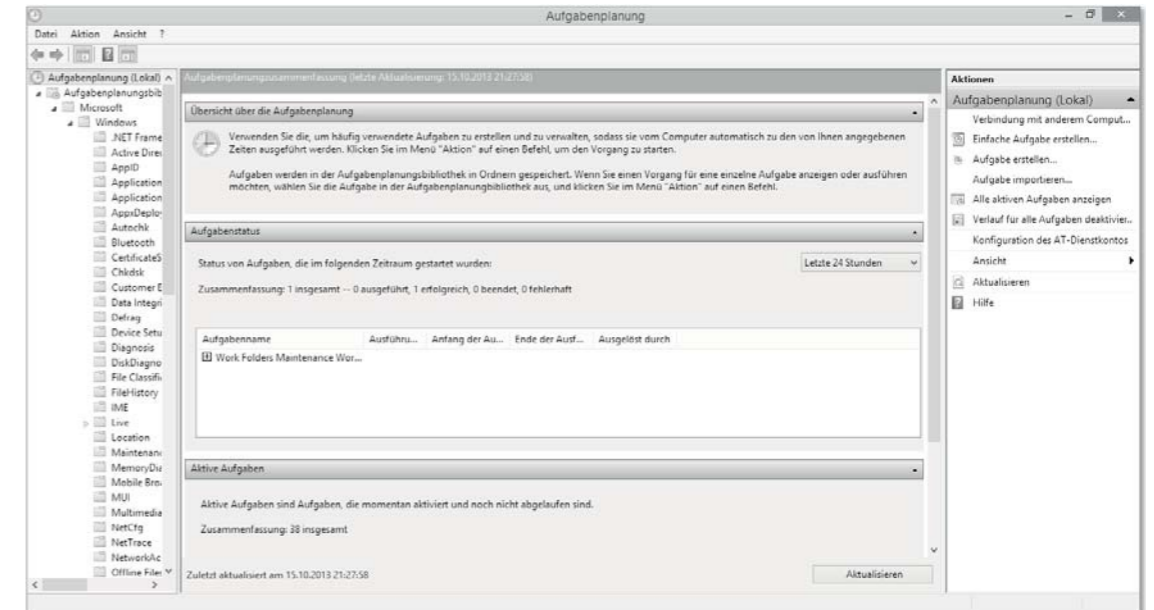 Aufgabenplanung
Datei Aktion Ansicht ?
Aufgabenplanung (Lokal)
Aufgabenplanungsbib
Microsoft
Windows
.NET Frame
Active Direc
AppID
Application
Application
AppxDeplo
Autochk
Bluetooth
CertificateS
Chkdsk
Customer E
Data Integri
Defrag
Device Setu
Diagnosis
DiskDiagno
File Classifi
FileHistory
IME
Live
Location
Maintenan
MemoryDia
Mobile Bro
MUI
Multimedia
NetCfg
NetTrace
NetworkAc
Offline Files
Aufgabenplanungszusammenfassung (letzte Aktualisierung: 15.10.2013 21:27:58)
Übersicht über die Aufgabenplanung
Verwenden Sie die, um häufig verwendete Aufgaben zu erstellen und zu verwalten, sodass sie vom Computer automatisch zu den von Ihnen angegebenen
Zeiten ausgeführt werden. Klicken Sie im Menü "Aktion" auf einen Befehl, um den Vorgang zu starten.
Aufgaben werden in der Aufgabenplanungsbibliothek in Ordnern gespeichert. Wenn Sie einen Vorgang für eine einzelne Aufgabe anzeigen oder ausführen
möchten, wählen Sie die Aufgabe in der Aufgabenplanungbibliothek aus, und klicken Sie im Menü "Aktion" auf einen Befehl.
Aufgabenstatus
Status von Aufgaben, die im folgenden Zeitraum gestartet wurden:
Letzte 24 Stunden
Zusammenfassung: 1 insgesamt -- 0 ausgeführt, 1 erfolgreich, 0 beendet, 0 fehlerhaft
Aufgabenname Ausführu... Anfang der Au... Ende der Ausf... Ausgelöst durch
Work Folders Maintenance Wor...
Aktive Aufgaben
Aktive Aufgaben sind Aufgaben, die momentan aktiviert und noch nicht abgelaufen sind.
Zusammenfassung: 38 insgesamt
Zuletzt aktualisiert am 15.10.2013 21:27:58
Aktualisieren
Aktionen
Aufgabenplanung (Lokal)
Verbindung mit anderem Comput...
Einfache Aufgabe erstellen...
Aufgabe erstellen...
Aufgabe importieren...
Alle aktiven Aufgaben anzeigen
Verlauf für alle Aufgaben deaktivier...
Konfiguration des AT-Dienstkontos
Ansicht
Aktualisieren
Hilfe